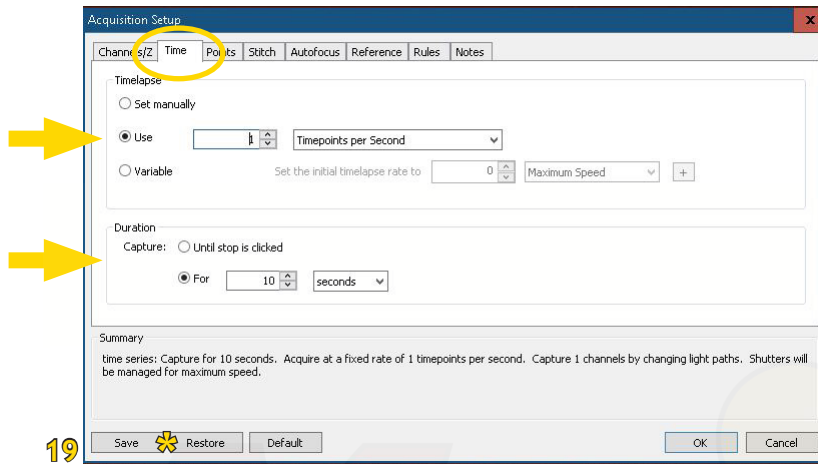 Acquisition Setup
x
Channels/Z Time Points Stitch Autofocus Reference Rules Notes
Timelapse
Set manually
Use 1 Timepoints per Second
Variable Set the initial timelapse rate to 0 Maximum Speed +
Duration
Capture: Until stop is clicked
For 10 seconds
Summary
time series: Capture for 10 seconds. Acquire at a fixed rate of 1 timepoints per second. Capture 1 channels by changing light paths. Shutters will
be managed for maximum speed.
19 Save Restore Default OK Cancel